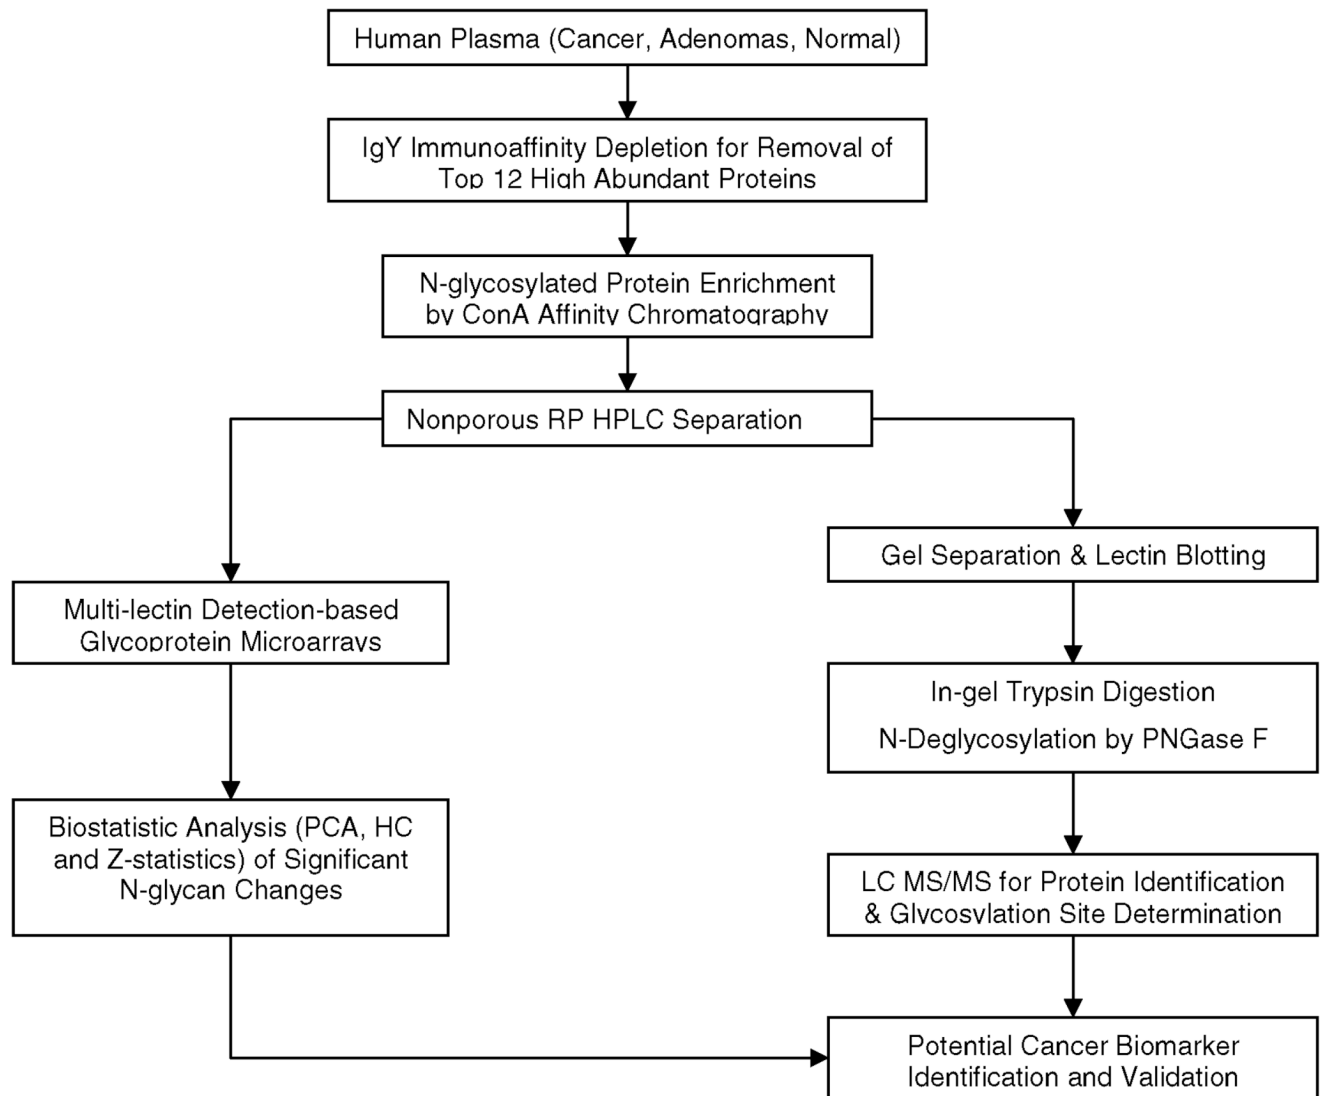 Human Plasma (Cancer, Adenomas, Normal)
IgY Immunoaffinity Depletion for Removal of
Top 12 High Abundant Proteins
N-glycosylated Protein Enrichment
by ConA Affinity Chromatography
Nonporous RP HPLC Separation
Gel Separation & Lectin Blotting
Multi-lectin Detection-based
Glycoprotein Microarrays
In-gel Trypsin Digestion
N-Deglycosylation by PNGase F
Biostatistic Analysis (PCA, HC
and Z-statistics) of Significant
N-glycan Changes
LC MS/MS for Protein Identification
& Glycosylation Site Determination
Potential Cancer Biomarker
Identification and Validation